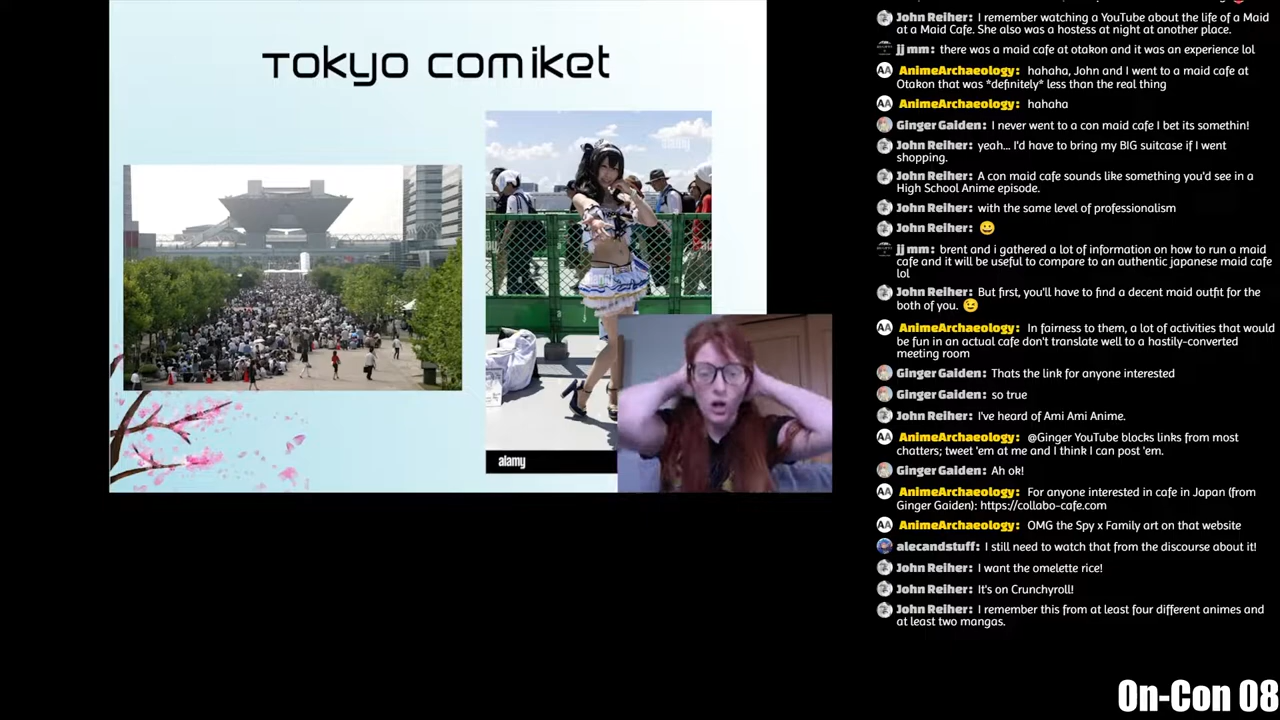 Tokyo comiket
alamy
John Reiher: I remember watching a YouTube about the life of a Maid
at a Maid Cafe. She also was a hostess at night at another place.
jj mm: there was a maid cafe at otakon and it was an experience lol
AnimeArchaeology: hahaha, John and I went to a maid cafe at
Otakon that was *definitely* less than the real thing
AnimeArchaeology: hahaha
Ginger Gaiden: I never went to a con maid cafe I bet its somethin!
John Reiher: yeah... I'd have to bring my BIG suitcase if I went
shopping.
John Reiher: A con maid cafe sounds like something you'd see in a
High School Anime episode.
John Reiher: with the same level of professionalism
John Reiher: 😀
jj mm: brent and i gathered a lot of information on how to run a maid
cafe and it will be useful to compare to an authentic japanese maid cafe
lol
John Reiher: But first, you'll have to find a decent maid outfit for the
both of you. 😉
AnimeArchaeology: In fairness to them, a lot of activities that would
be fun in an actual cafe don't translate well to a hastily-converted
meeting room
Ginger Gaiden: Thats the link for anyone interested
Ginger Gaiden: so true
John Reiher: I've heard of Ami Ami Anime.
AnimeArchaeology: @Ginger YouTube blocks links from most
chatters; tweet 'em at me and I think I can post 'em.
Ginger Gaiden: Ah ok!
AnimeArchaeology: For anyone interested in cafe in Japan (from
Ginger Gaiden): https://collabo-cafe.com
AnimeArchaeology: OMG the Spy x Family art on that website
alecandstuff: I still need to watch that from the discourse about it!
John Reiher: I want the omelette rice!
John Reiher: It's on Crunchyroll!
John Reiher: I remember this from at least four different animes and
at least two mangas.
On-Con 08